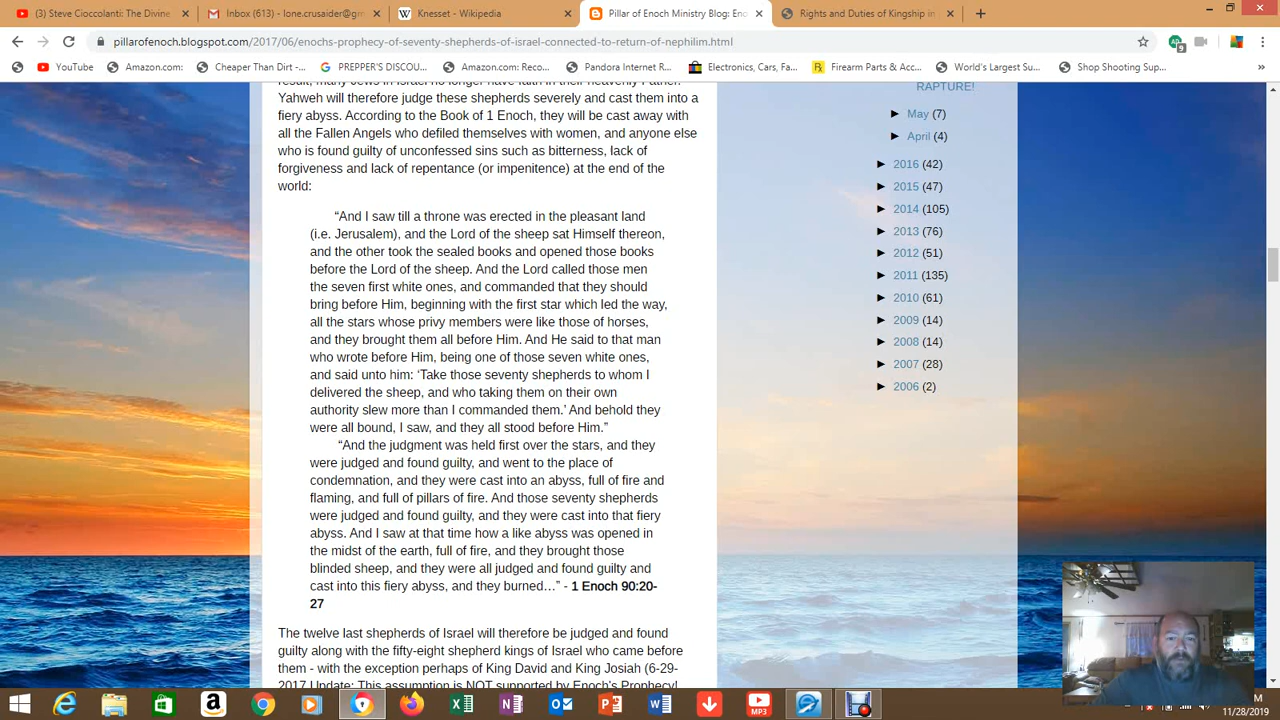 (3) Steve Cioccolanti: The Divine
Inbox (613) - lone.crusaider@gm
Knesset - Wikipedia
Pillar of Enoch Ministry Blog: Eno
Rights and Duties of Kingship in
pillarofenoch.blogspot.com/2017/06/enochs-prophecy-of-seventy-shepherds-of-israel-connected-to-return-of-nephilim.html
9
YouTube
Amazon.com:
Cheaper Than Dirt -...
PREPPER'S DISCOU...
Amazon.com: Reco...
Pandora Internet R...
Electronics, Cars, Fa...
Firearm Parts & Acc...
World's Largest Su...
Shop Shooting Sup...
»
Yahweh will therefore judge these shepherds severely and cast them into a
fiery abyss. According to the Book of 1 Enoch, they will be cast away with
all the Fallen Angels who defiled themselves with women, and anyone else
who is found guilty of unconfessed sins such as bitterness, lack of
forgiveness and lack of repentance (or impenitence) at the end of the
world:
“And I saw till a throne was erected in the pleasant land
(i.e. Jerusalem), and the Lord of the sheep sat Himself thereon,
and the other took the sealed books and opened those books
before the Lord of the sheep. And the Lord called those men
the seven first white ones, and commanded that they should
bring before Him, beginning with the first star which led the way,
all the stars whose privy members were like those of horses,
and they brought them all before Him. And He said to that man
who wrote before Him, being one of those seven white ones,
and said unto him: ‘Take those seventy shepherds to whom I
delivered the sheep, and who taking them on their own
authority slew more than I commanded them.’ And behold they
were all bound, I saw, and they all stood before Him.”
“And the judgment was held first over the stars, and they
were judged and found guilty, and went to the place of
condemnation, and they were cast into an abyss, full of fire and
flaming, and full of pillars of fire. And those seventy shepherds
were judged and found guilty, and they were cast into that fiery
abyss. And I saw at that time how a like abyss was opened in
the midst of the earth, full of fire, and they brought those
blinded sheep, and they were all judged and found guilty and
cast into this fiery abyss, and they burned…” - 1 Enoch 90:20-
27
The twelve last shepherds of Israel will therefore be judged and found
guilty along with the fifty-eight shepherd kings of Israel who came before
them - with the exception perhaps of King David and King Josiah (6-29-
2017 Update: This assumption is NOT supported by Enoch's Prophecy!
RAPTURE!
► May (7)
► April (4)
► 2016 (42)
► 2015 (47)
► 2014 (105)
► 2013 (76)
► 2012 (51)
► 2011 (135)
► 2010 (61)
► 2009 (14)
► 2008 (14)
► 2007 (28)
► 2006 (2)
MP3
11/28/2019